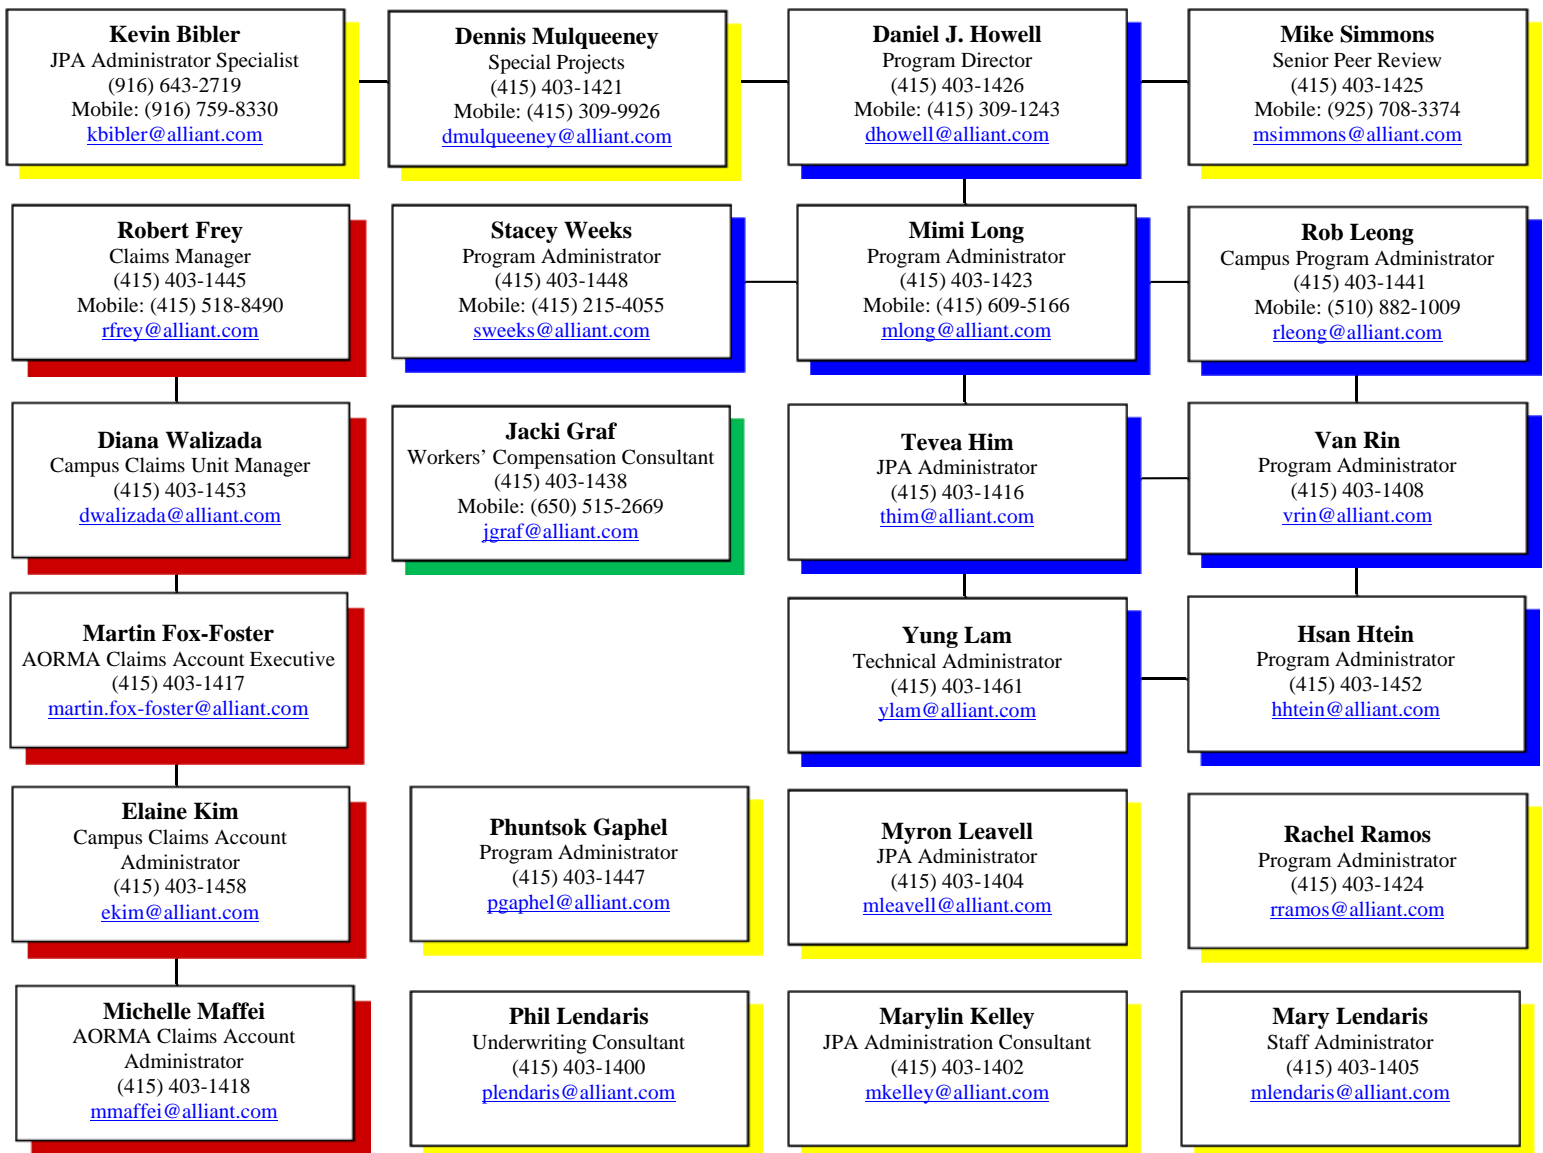 Kevin Bibler
JPA Administrator Specialist
(916) 643-2719
Mobile: (916) 759-8330
kbibler@alliant.com
Dennis Mulqueeney
Special Projects
(415) 403-1421
Mobile: (415) 309-9926
dmulqueeney@alliant.com
Daniel J. Howell
Program Director
(415) 403-1426
Mobile: (415) 309-1243
dhowell@alliant.com
Mike Simmons
Senior Peer Review
(415) 403-1425
Mobile: (925) 708-3374
msimmons@alliant.com
Robert Frey
Claims Manager
(415) 403-1445
Mobile: (415) 518-8490
rfrey@alliant.com
Stacey Weeks
Program Administrator
(415) 403-1448
Mobile: (415) 215-4055
sweeks@alliant.com
Mimi Long
Program Administrator
(415) 403-1423
Mobile: (415) 609-5166
mlong@alliant.com
Rob Leong
Campus Program Administrator
(415) 403-1441
Mobile: (510) 882-1009
rleong@alliant.com
Diana Walizada
Campus Claims Unit Manager
(415) 403-1453
dwalizada@alliant.com
Jacki Graf
Workers’ Compensation Consultant
(415) 403-1438
Mobile: (650) 515-2669
jgraf@alliant.com
Tevea Him
JPA Administrator
(415) 403-1416
thim@alliant.com
Van Rin
Program Administrator
(415) 403-1408
vrin@alliant.com
Martin Fox-Foster
AORMA Claims Account Executive
(415) 403-1417
martin.fox-foster@alliant.com
Yung Lam
Technical Administrator
(415) 403-1461
ylam@alliant.com
Hsan Htein
Program Administrator
(415) 403-1452
hhtein@alliant.com
Elaine Kim
Campus Claims Account
Administrator
(415) 403-1458
ekim@alliant.com
Phuntsok Gaphel
Program Administrator
(415) 403-1447
pgaphel@alliant.com
Myron Leavell
JPA Administrator
(415) 403-1404
mleavell@alliant.com
Rachel Ramos
Program Administrator
(415) 403-1424
rramos@alliant.com
Michelle Maffei
AORMA Claims Account
Administrator
(415) 403-1418
mmaffei@alliant.com
Phil Lendaris
Underwriting Consultant
(415) 403-1400
plendaris@alliant.com
Marylin Kelley
JPA Administration Consultant
(415) 403-1402
mkelley@alliant.com
Mary Lendaris
Staff Administrator
(415) 403-1405
mlendaris@alliant.com